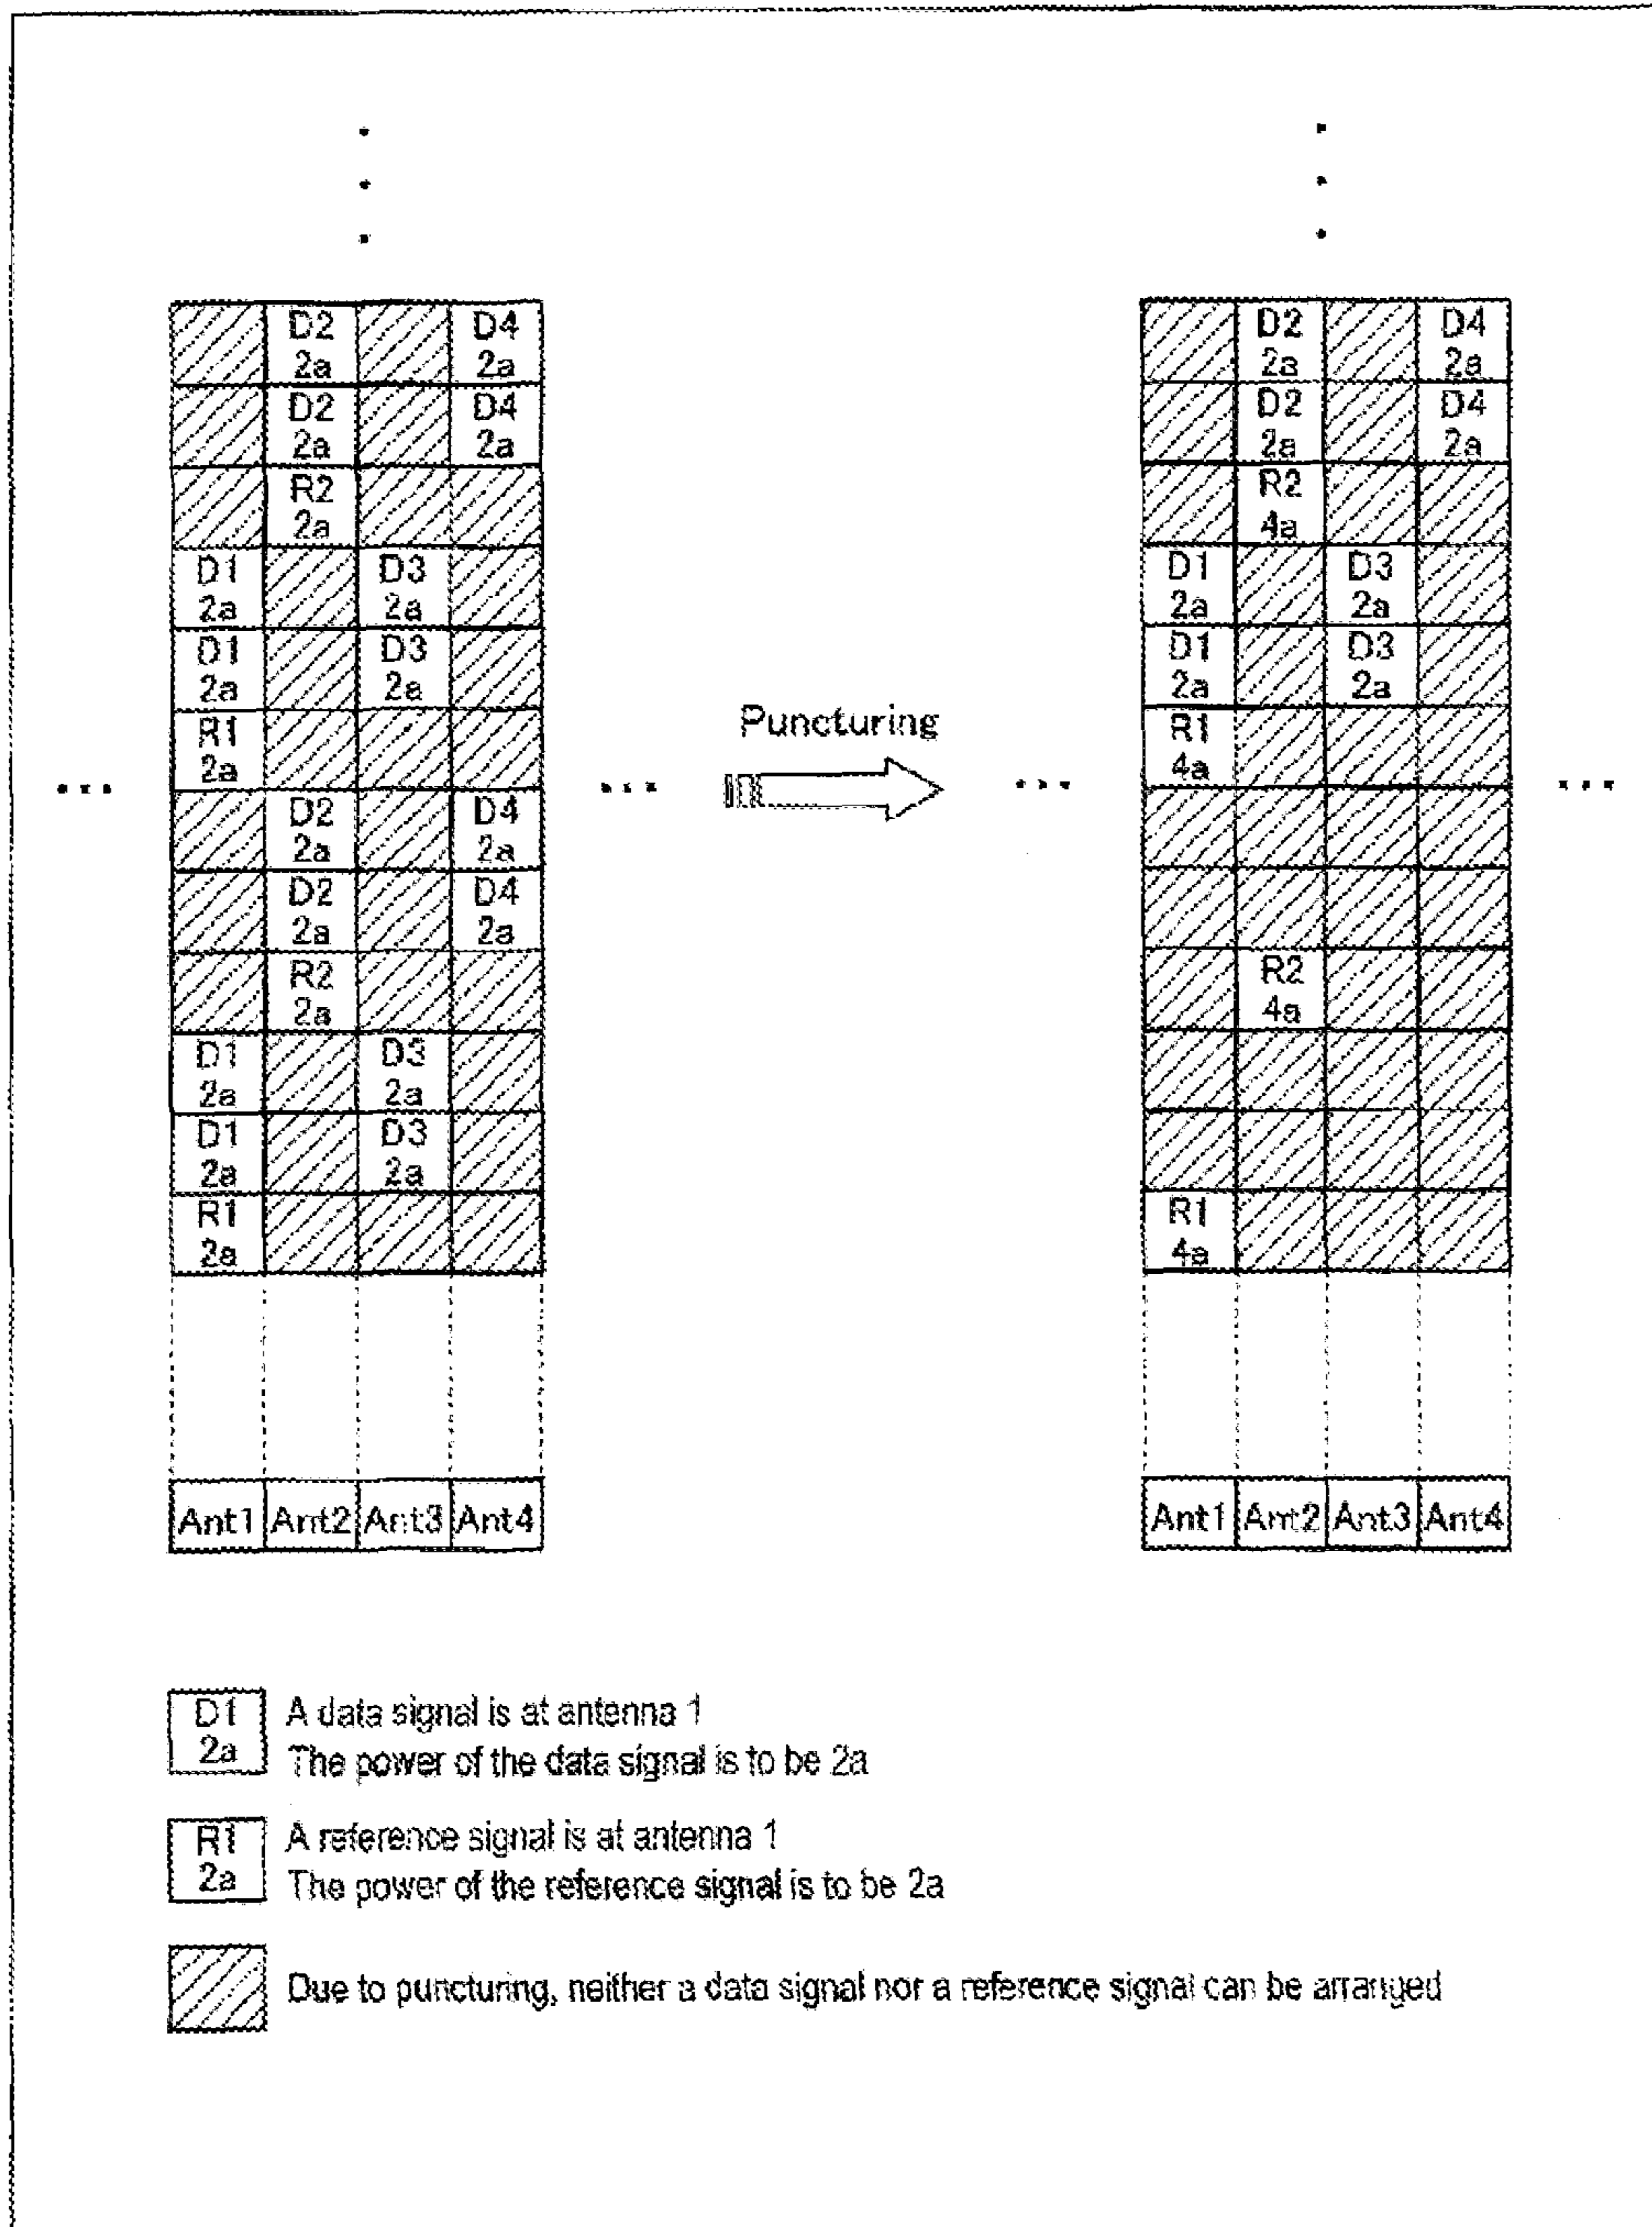 D2 D4 D2 D4
2a 2a 2a 2a
D2 D4 D2 D4
2a 2a 2a 2a
R2 R2
2a 4a
D1 D3 D1 D3
2a 2a 2a 2a
D1 D3 D1 D3
2a 2a 2a 2a
Puncturing
R1 R1
2a 4a
D2 D4
2a 2a
D2 D4
2a 2a
R2 R2
2a 4a
D1 D3
2a 2a
D1 D3
2a 2a
R1 R1
2a 4a
Ant1 Ant2 Ant3 Ant4 Ant1 Ant2 Ant3 Ant4
D1 A data signal is at antenna 1
2a The power of the data signal is to be 2a
R1 A reference signal is at antenna 1
2a The power of the reference signal is to be 2a
Due to puncturing, neither a data signal nor a reference signal can be arranged